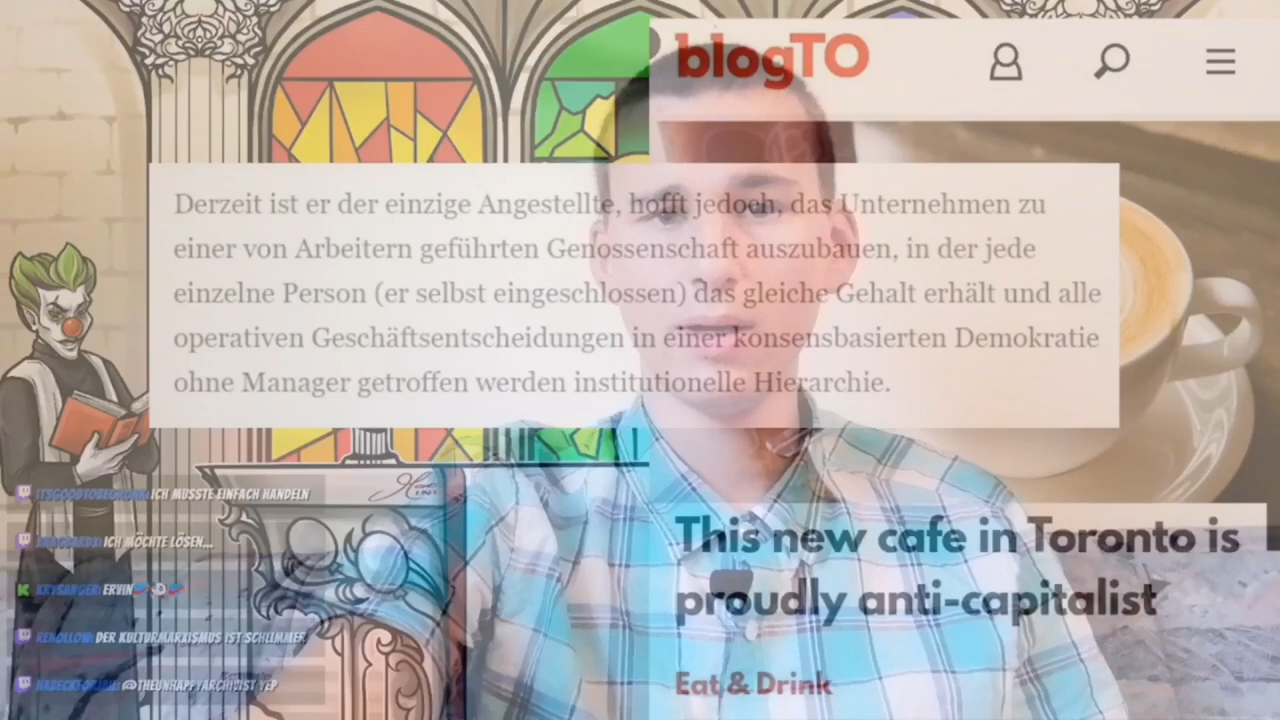 blogTO
Derzeit ist er der einzige Angestellte, hofft jedoch, das Unternehmen zu
einer von Arbeitern geführten Genossenschaft auszubauen, in der jede
einzelne Person (er selbst eingeschlossen) das gleiche Gehalt erhält und alle
operativen Geschäftsentscheidungen in einer konsensbasierten Demokratie
ohne Manager getroffen werden institutionelle Hierarchie.
ICH MUSSTE EINFACH HANDELN
ICH MÖCHTE LÖSEN...
KRYSANGER: ERVIN
REHOLLOW: DER KULTURMARXISMUS IST SCHLIMMER
@THEUNHAPPYARCHIVIST YEP
This new cafe in Toronto is
proudly anti-capitalist
Eat & Drink